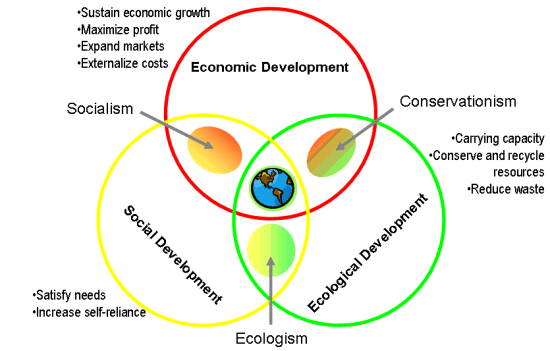 •Sustain economic growth
•Maximize profit
•Expand markets
•Externalize costs
Economic Development
Socialism
Conservationism
•Carrying capacity
•Conserve and recycle
resources
•Reduce waste
Social Development
Ecological Development
•Satisfy needs
•Increase self-reliance
Ecologism